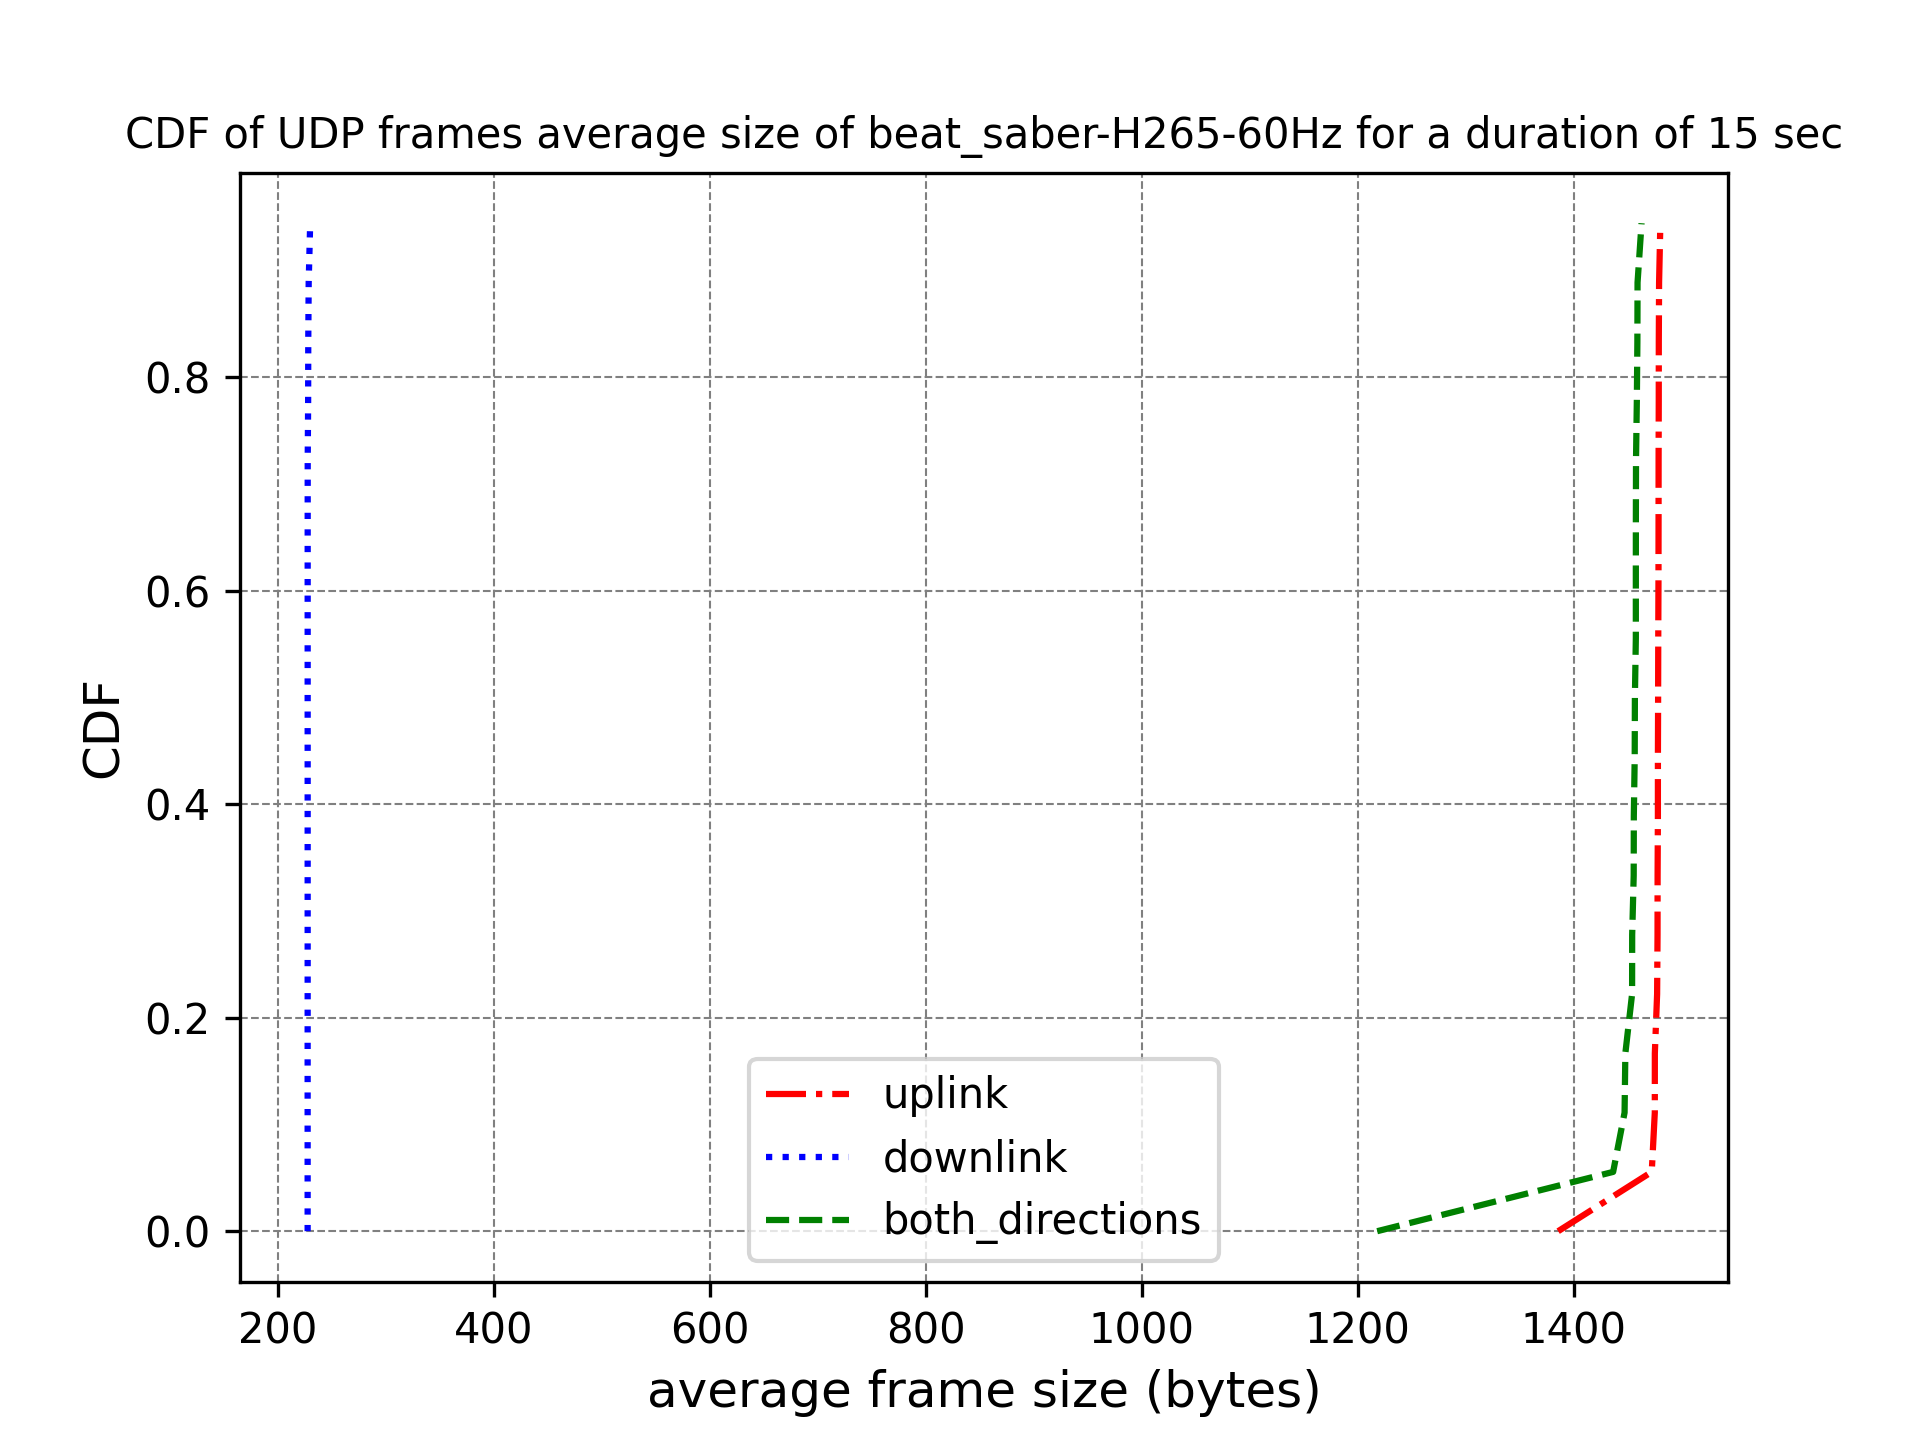 CDF of UDP frames average size of beat_saber-H265-60Hz for a duration of 15 sec
CDF
0.8
0.6
0.4
0.2
0.0
uplink
downlink
both_directions
200 400 600 800 1000 1200 1400
average frame size (bytes)